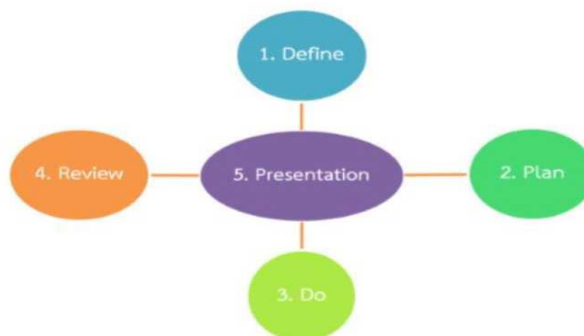 1. Define
4. Review
5. Presentation
2. Plan
3. Do